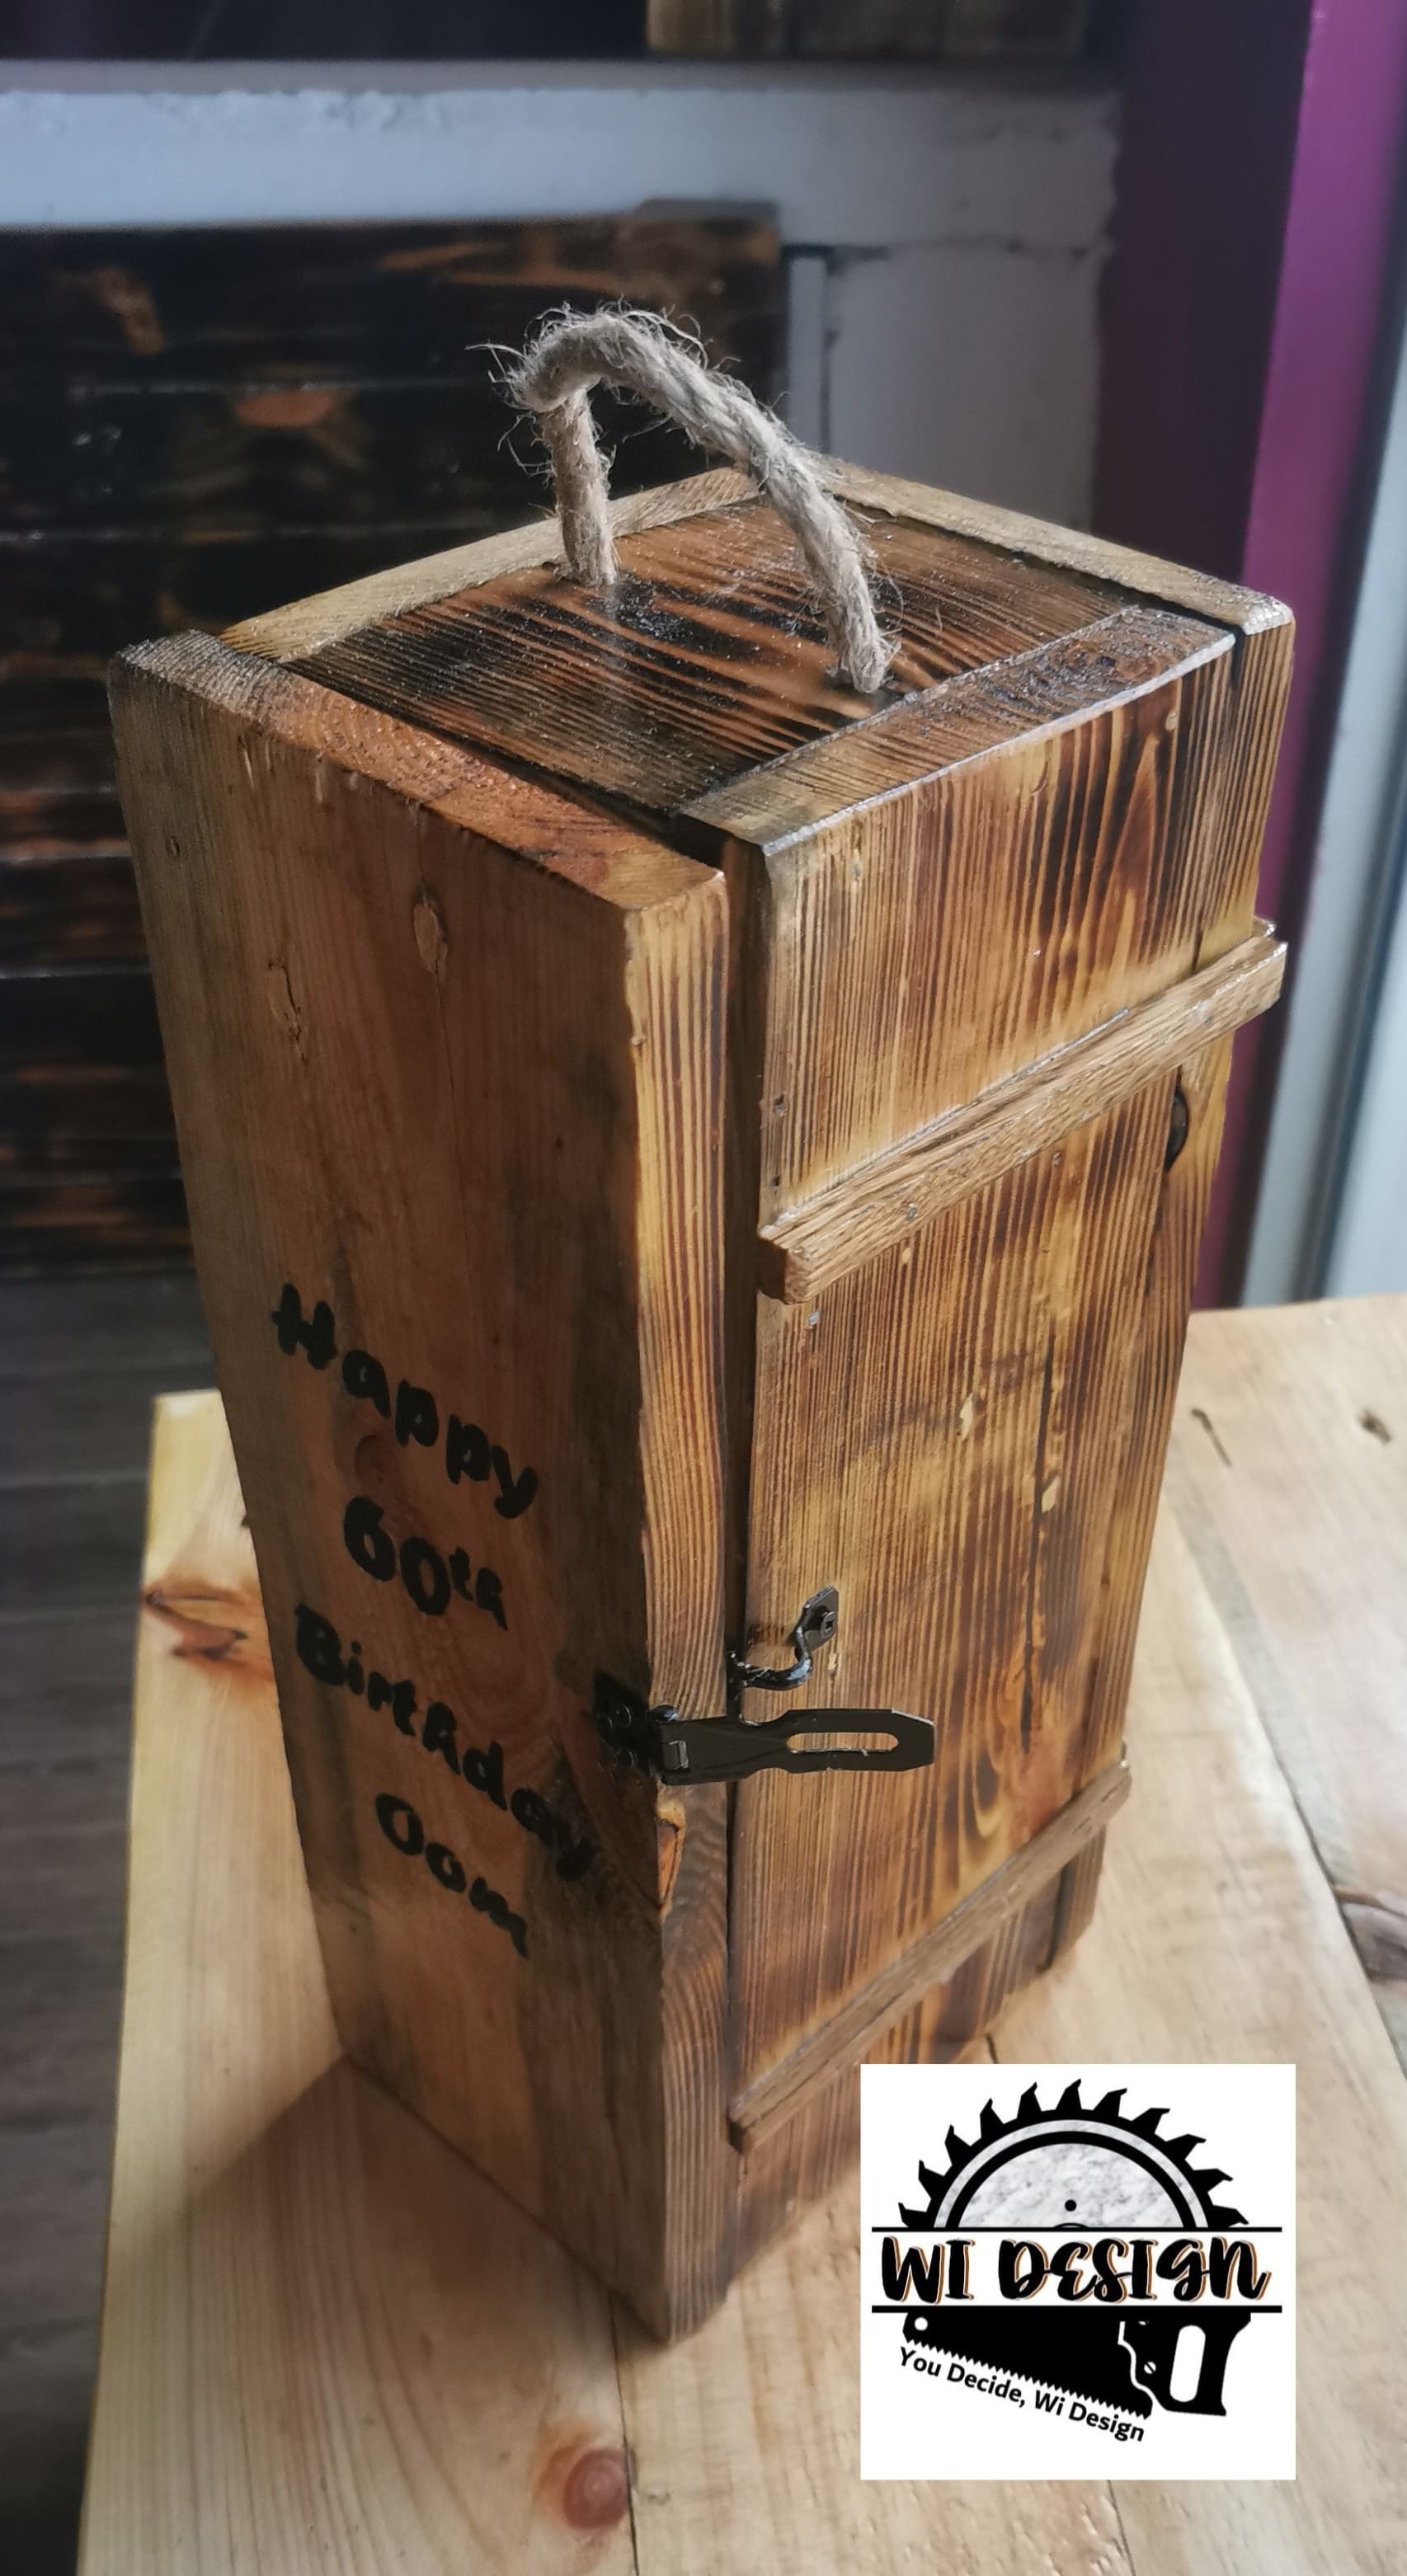 Happy
60th
Birthday
Oom
WI DESIGN
You Decide, Wi Design